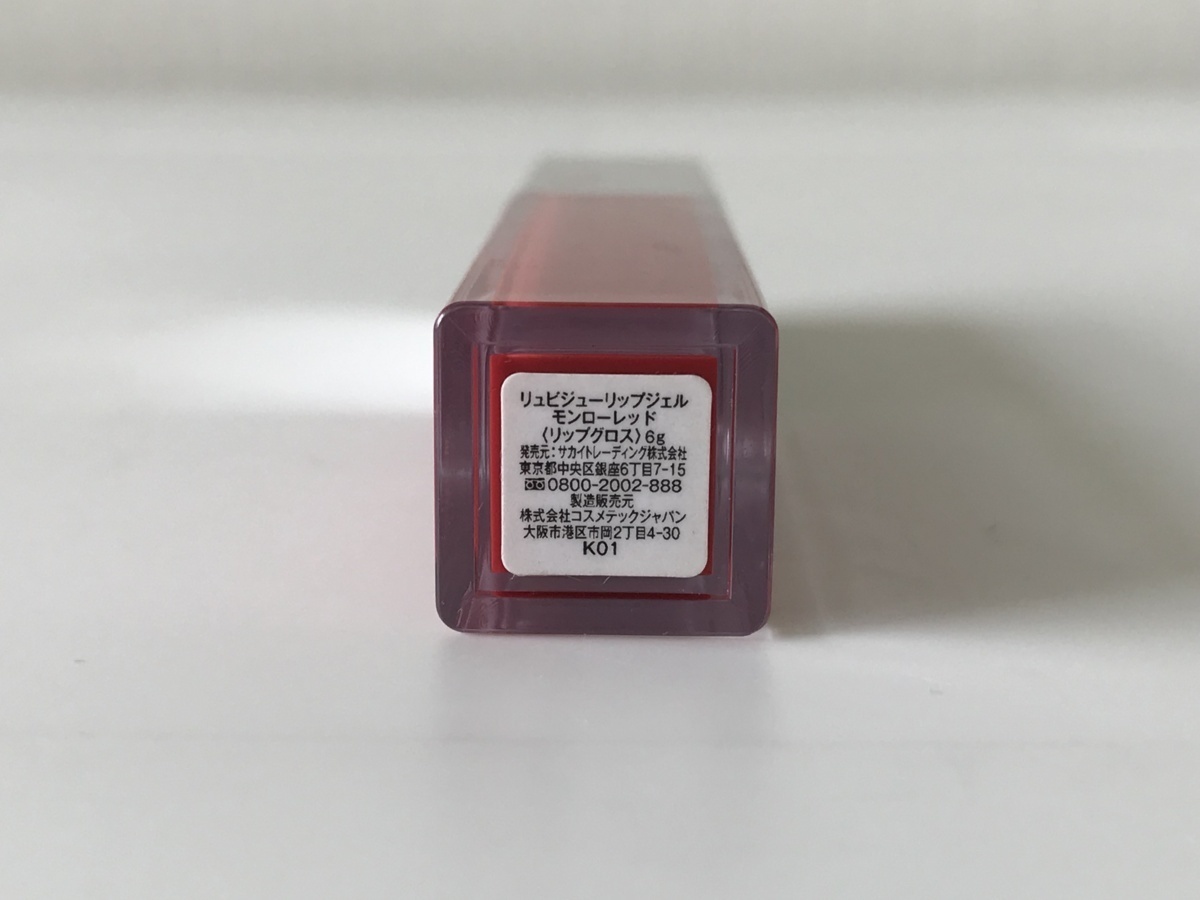 リュビジューリップジェル
モンローレッド
〈リップグロス〉6g
発売元:サカイトレーディング株式会社
東京都中央区銀座6丁目7-15
0800-2002-888
製造販売元
株式会社コスメテックジャパン
大阪市港区市岡2丁目4-30
K01